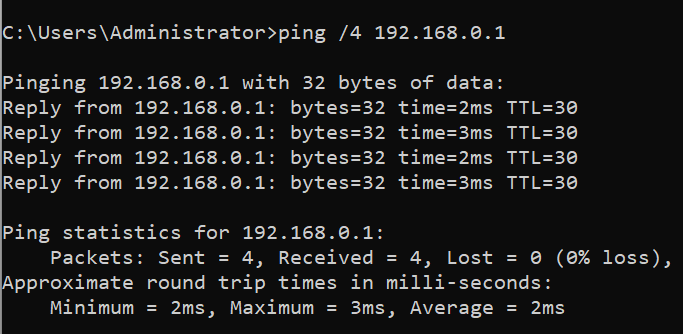 C:\Users\Administrator>ping /4 192.168.0.1
Pinging 192.168.0.1 with 32 bytes of data:
Reply from 192.168.0.1: bytes=32 time=2ms TTL=30
Reply from 192.168.0.1: bytes=32 time=3ms TTL=30
Reply from 192.168.0.1: bytes=32 time=2ms TTL=30
Reply from 192.168.0.1: bytes=32 time=3ms TTL=30
Ping statistics for 192.168.0.1:
    Packets: Sent = 4, Received = 4, Lost = 0 (0% loss),
Approximate round trip times in milli-seconds:
    Minimum = 2ms, Maximum = 3ms, Average = 2ms